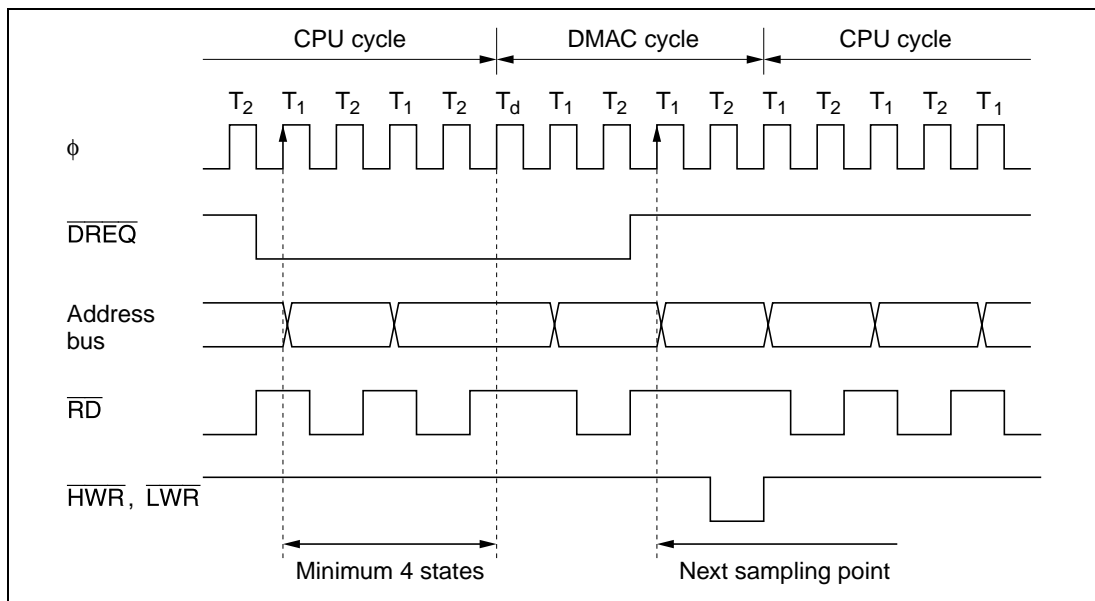 CPU cycle DMAC cycle CPU cycle
T2 T1 T2 T1 T2 Td T1 T2 T1 T2 T1 T2 T1 T2 T1
ϕ
DREQ
Address
bus
RD
HWR, LWR
Minimum 4 states Next sampling point